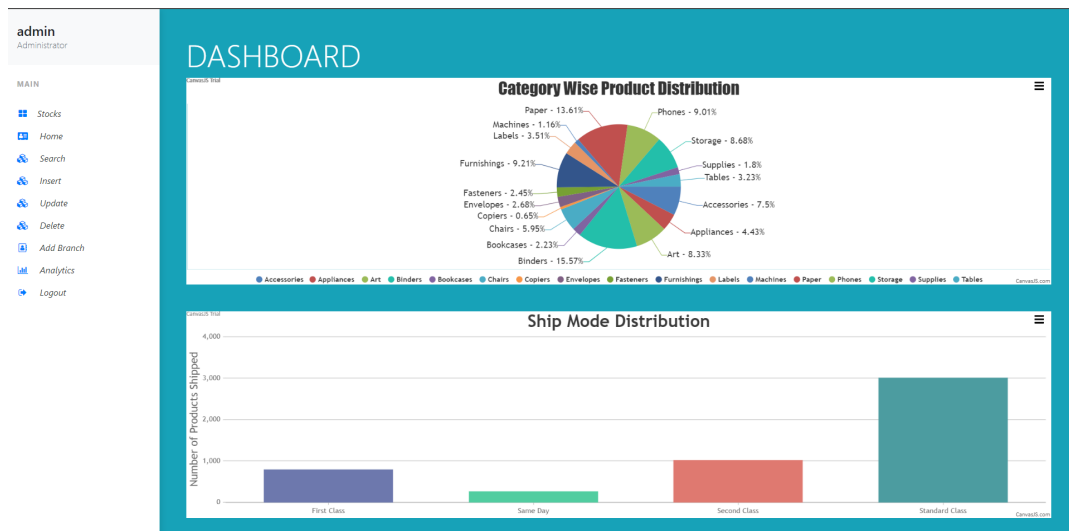 admin
Administrator
MAIN
Stocks
Home
Search
Insert
Update
Delete
Add Branch
Analytics
Logout
DASHBOARD
CanvasJS Trial
Category Wise Product Distribution
Paper - 13.61%
Phones - 9.01%
Machines - 1.16%
Labels - 3.51%
Storage - 8.68%
Furnishings - 9.21%
Supplies - 1.8%
Tables - 3.23%
Fasteners - 2.45%
Envelopes - 2.68%
Accessories - 7.5%
Copiers - 0.65%
Chairs - 5.95%
Appliances - 4.43%
Bookcases - 2.23%
Art - 8.33%
Binders - 15.57%
Accessories Appliances Art Binders Bookcases Chairs Copiers Envelopes Fasteners Furnishings Labels Machines Paper Phones Storage Supplies Tables
CanvasJS.com
CanvasJS Trial
Ship Mode Distribution
Number of Products Shipped
4,000
3,000
2,000
1,000
0
First Class Same Day Second Class Standard Class
CanvasJS.com